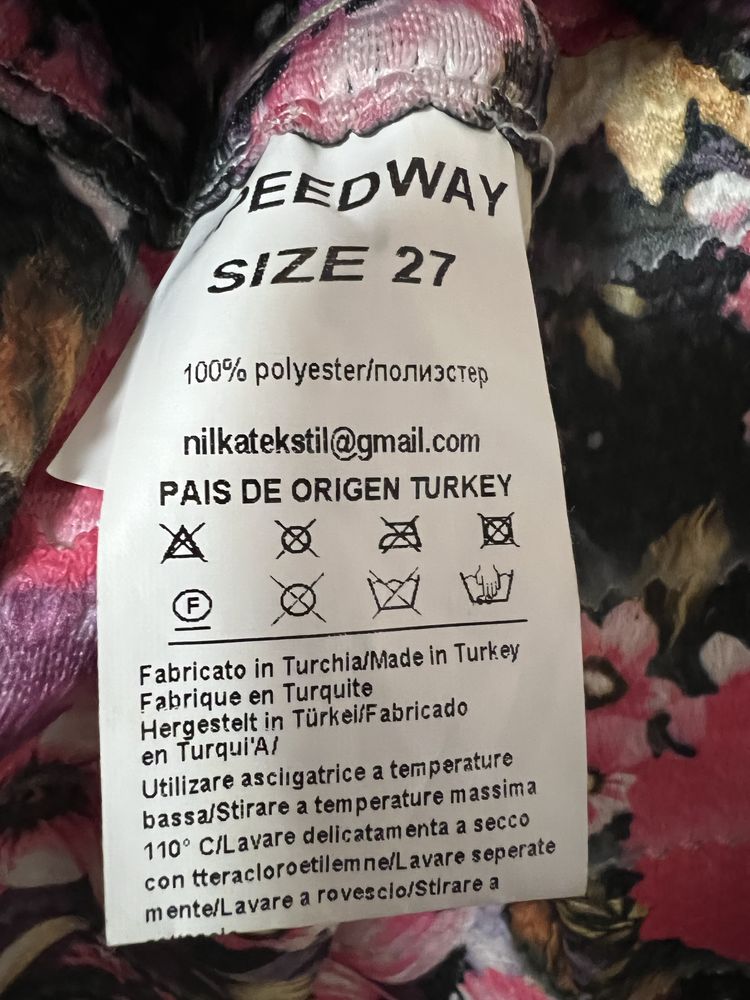 PEEDWAY
SIZE 27
100% polyester/полиэстер
nilkatekstil@gmail.com
PAIS DE ORIGEN TURKEY
F
Fabricato in Turchia/Made in Turkey
Fabrique en Turquite
Hergestelt in Türkei/Fabricado
en Turqui'A/
Utilizare asciigatrice a temperature
bassa/Stirare a temperature massima
110° C/Lavare delicatamenta a secco
con tteracloroetilemne/Lavare seperate
mente/Lavare a rovescio/Stirare a